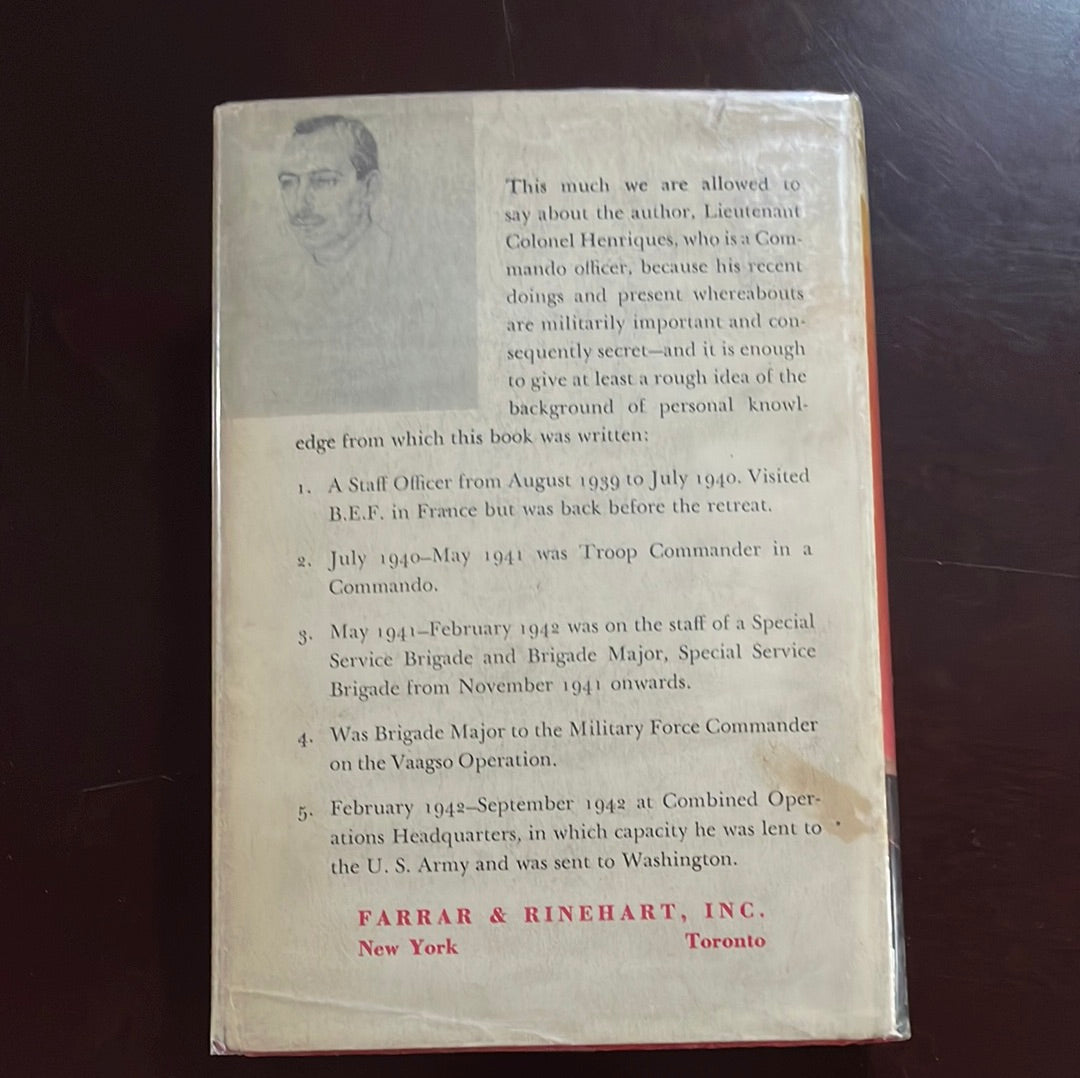 This much we are allowed to
say about the author, Lieutenant
Colonel Henriques, who is a Com-
mando officer, because his recent
doings and present whereabouts
are militarily important and con-
sequently secret—and it is enough
to give at least a rough idea of the
background of personal knowl-
edge from which this book was written:
1. A Staff Officer from August 1939 to July 1940. Visited
B.E.F. in France but was back before the retreat.
2. July 1940–May 1941 was Troop Commander in a
Commando.
3. May 1941–February 1942 was on the staff of a Special
Service Brigade and Brigade Major, Special Service
Brigade from November 1941 onwards.
4. Was Brigade Major to the Military Force Commander
on the Vaagso Operation.
5. February 1942–September 1942 at Combined Oper-
ations Headquarters, in which capacity he was lent to
the U. S. Army and was sent to Washington.
FARRAR & RINEHART, INC.
New York Toronto